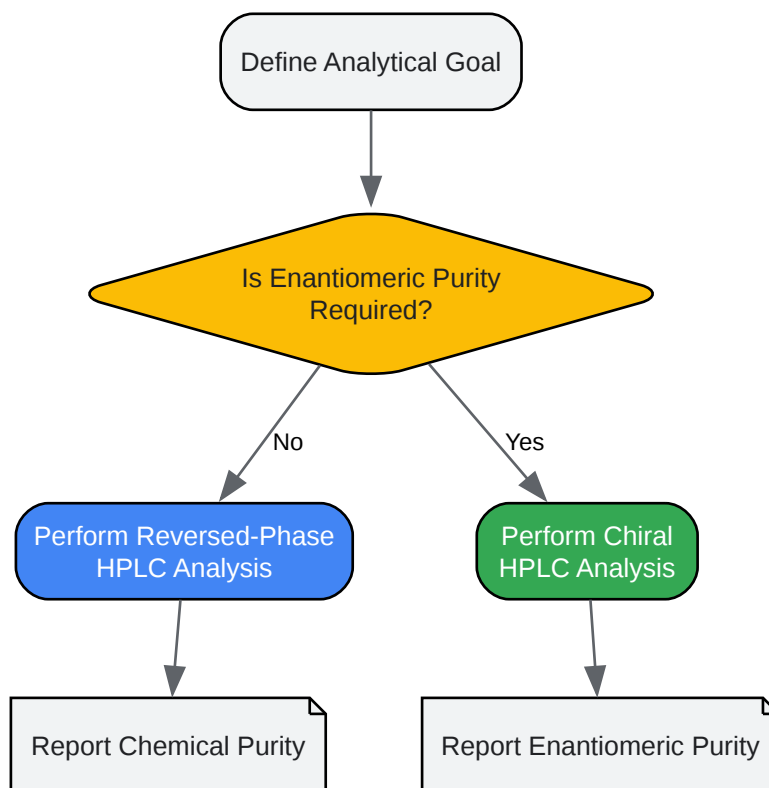 Define Analytical Goal
Is Enantiomeric Purity
Required?
No
Yes
Perform Reversed-Phase
HPLC Analysis
Perform Chiral
HPLC Analysis
Report Chemical Purity
Report Enantiomeric Purity